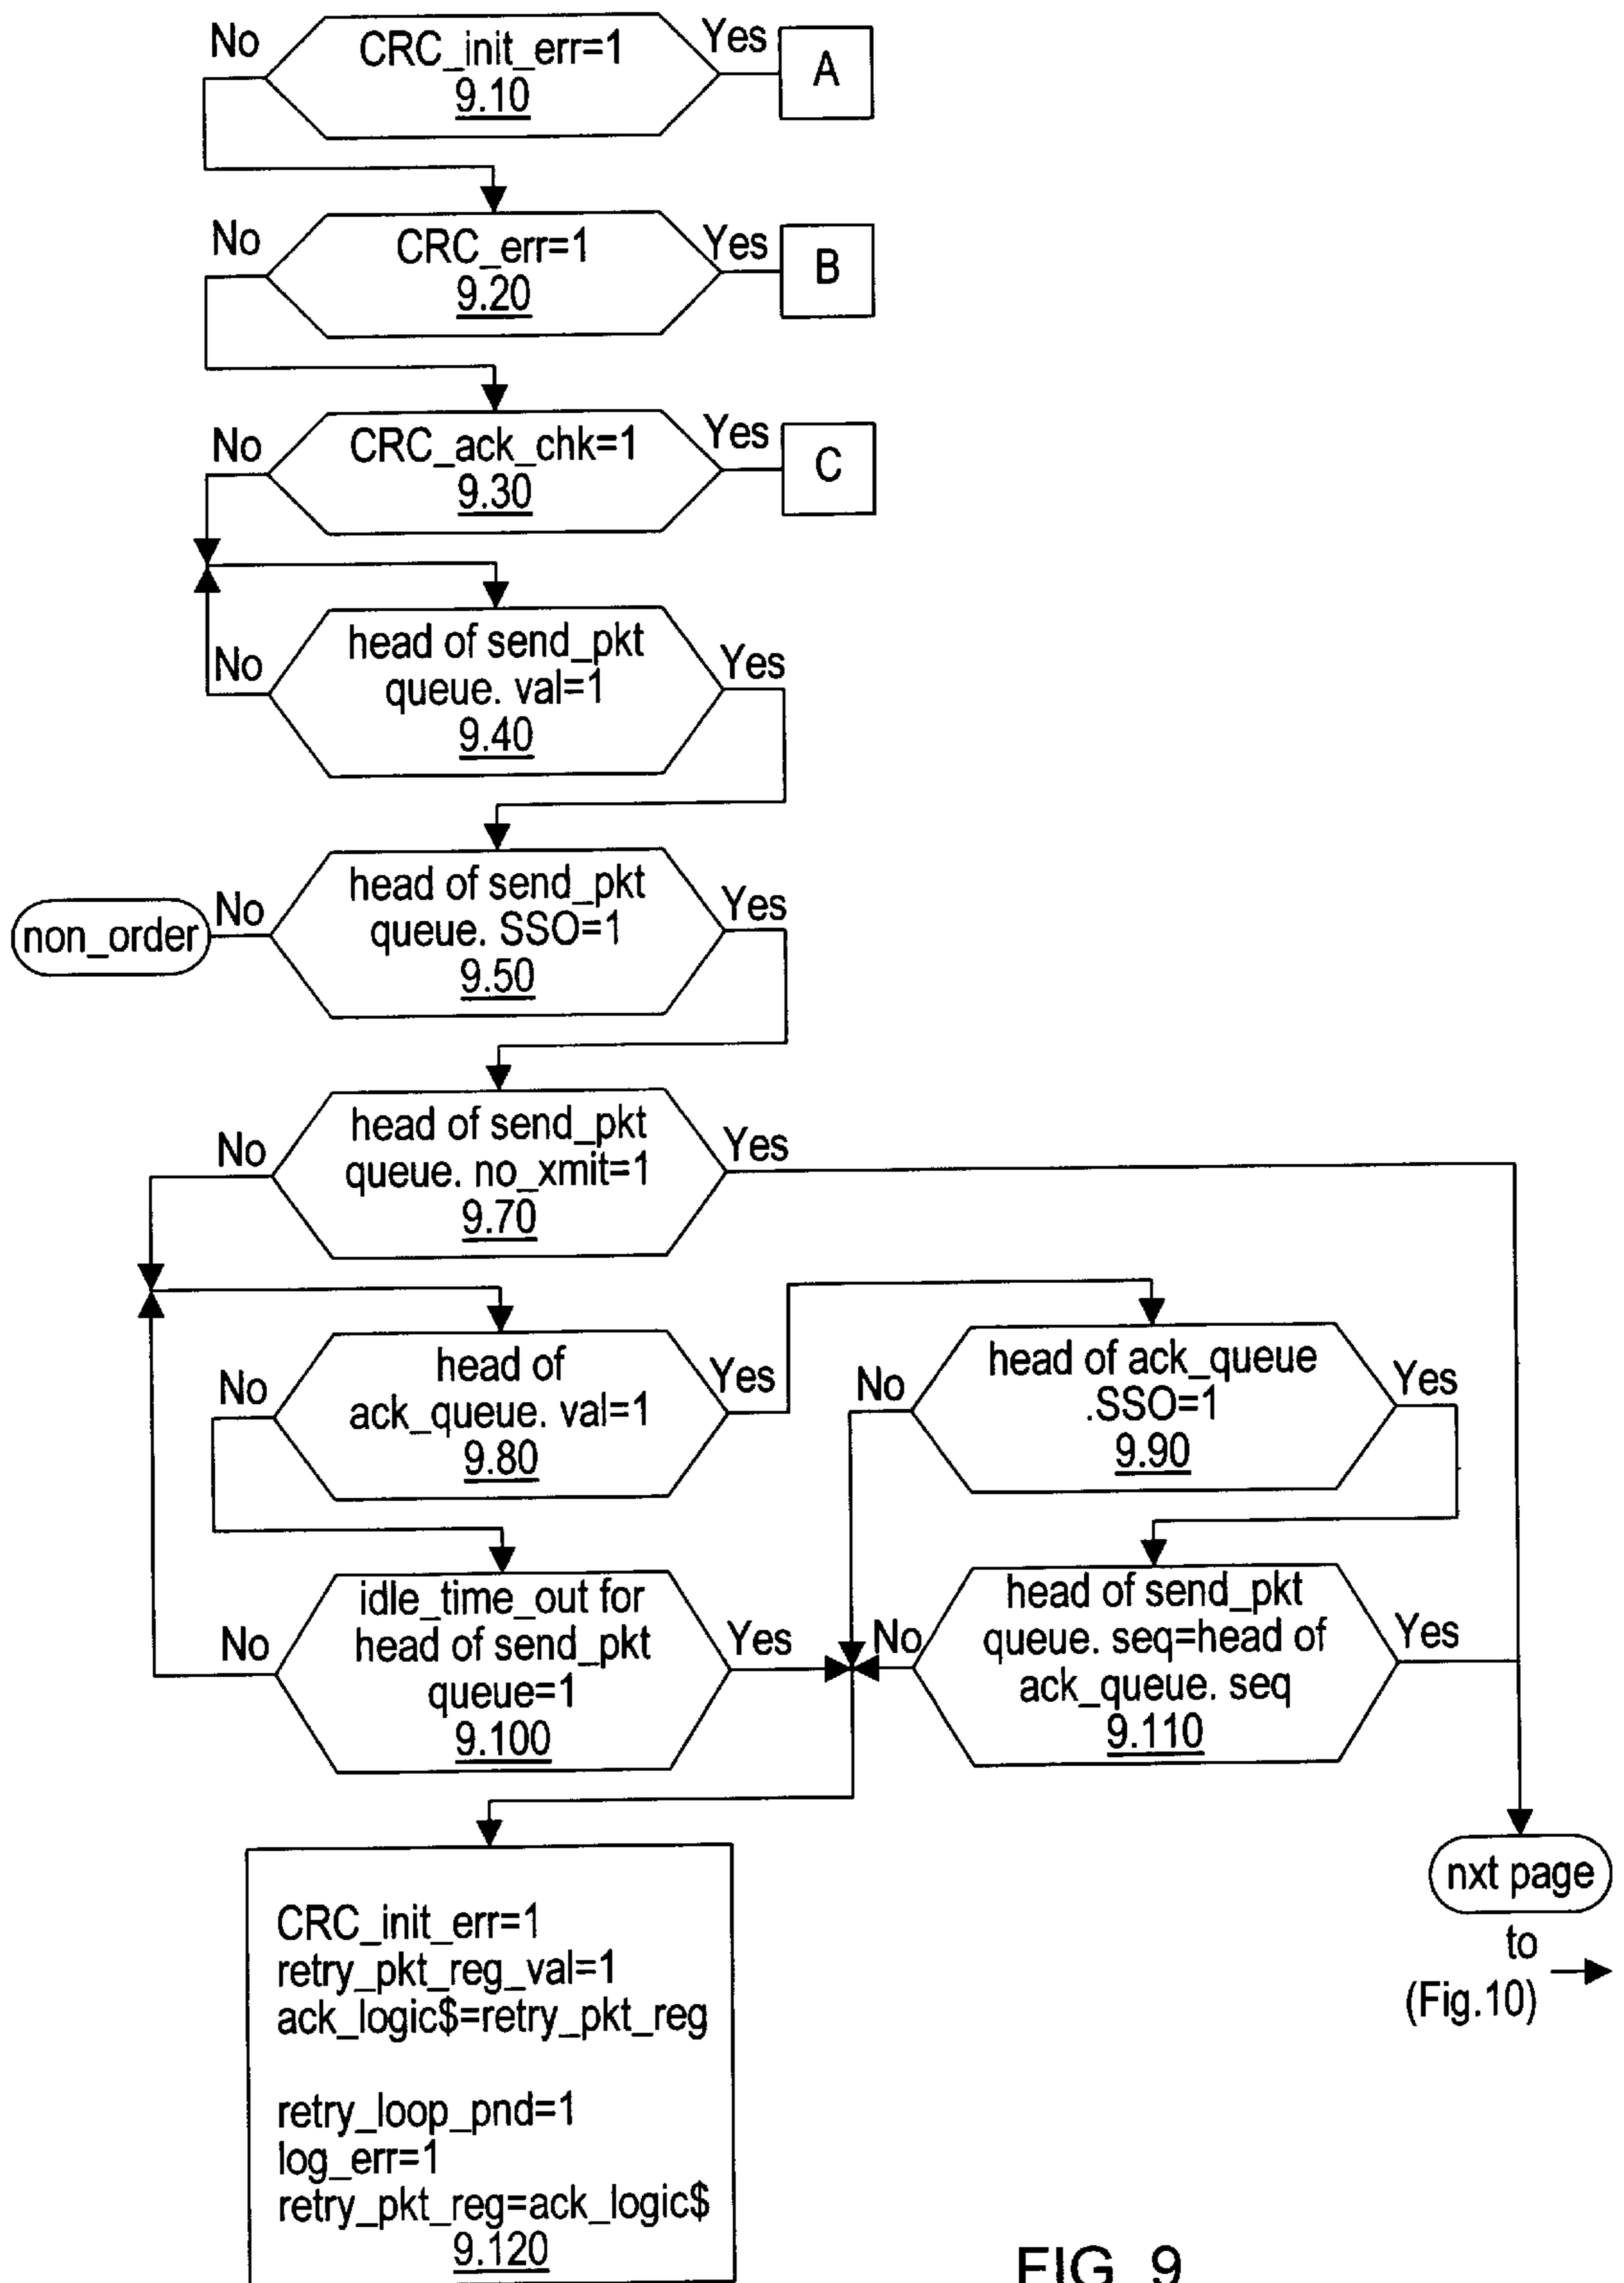 No
CRC_init_err=1
9.10
Yes
A
No
CRC_err=1
9.20
Yes
B
No
CRC_ack_chk=1
9.30
Yes
C
No
head of send_pkt
queue. val=1
9.40
Yes
non_order
No
head of send_pkt
queue. SSO=1
9.50
Yes
No
head of send_pkt
queue. no_xmit=1
9.70
Yes
No
head of
ack_queue. val=1
9.80
Yes
No
head of ack_queue
.SSO=1
9.90
Yes
No
idle_time_out for
head of send_pkt
queue=1
9.100
Yes
No
head of send_pkt
queue. seq=head of
ack_queue. seq
9.110
Yes
CRC_init_err=1
retry_pkt_reg_val=1
ack_logic$=retry_pkt_reg
retry_loop_pnd=1
log_err=1
retry_pkt_reg=ack_logic$
9.120
nxt page
to
(Fig.10)
FIG. 9